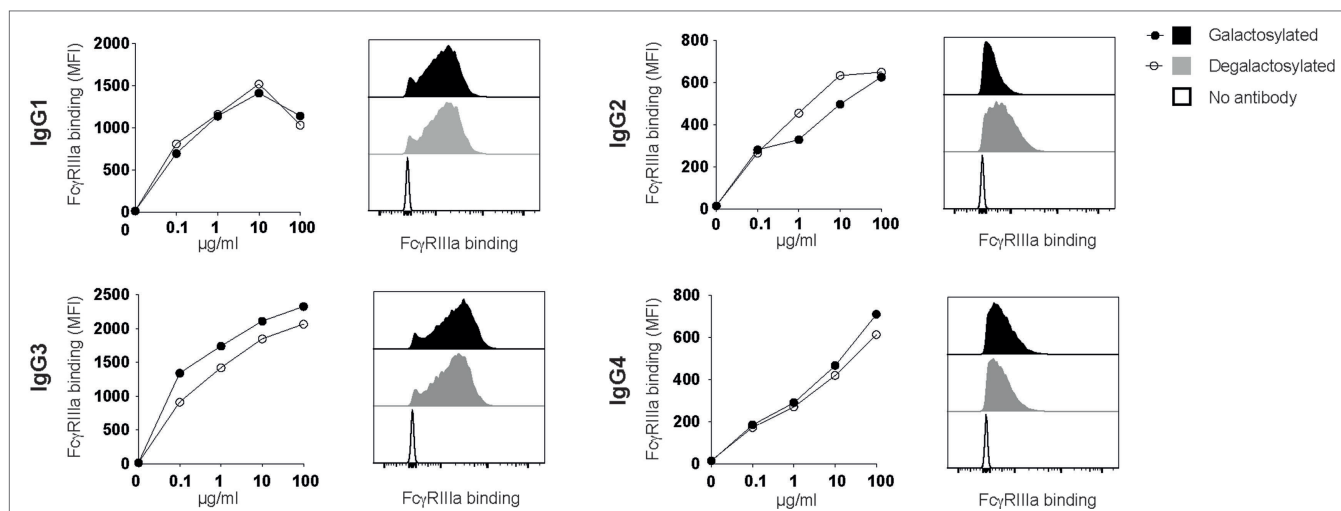 IgG1
FcγRIIIa binding (MFI)
2000
1500
1000
500
0
0 0.1 1 10 100
µg/ml
FcγRIIIa binding
IgG2
FcγRIIIa binding (MFI)
800
600
400
200
0
0 0.1 1 10 100
µg/ml
FcγRIIIa binding
Galactosylated
Degalactosylated
No antibody
IgG3
FcγRIIIa binding (MFI)
2500
2000
1500
1000
500
0
0 0.1 1 10 100
µg/ml
FcγRIIIa binding
IgG4
FcγRIIIa binding (MFI)
800
600
400
200
0
0 0.1 1 10 100
µg/ml
FcγRIIIa binding